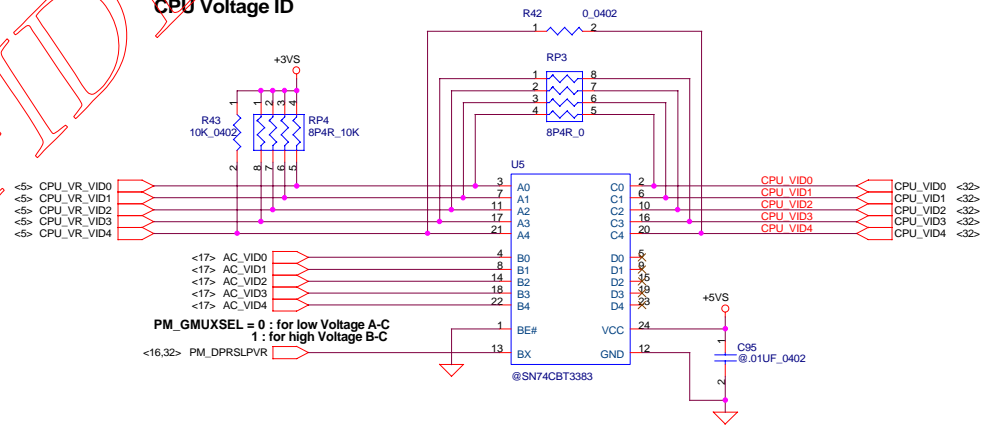 CPU Voltage ID
R42 0_0402
1 2
RP3
+3VS
1 8
2 7
3 6
4 5
8P4R_0
1 1 2 3 4
R43 RP4
10K_0402 8P4R_10K
2 8 7 6 5
U5
<5> CPU_VR_VID0 3 A0 C0 2 CPU_VID0 CPU_VID0 <32>
<5> CPU_VR_VID1 7 A1 C1 6 CPU_VID1 CPU_VID1 <32>
<5> CPU_VR_VID2 11 A2 C2 10 CPU_VID2 CPU_VID2 <32>
<5> CPU_VR_VID3 17 A3 C3 16 CPU_VID3 CPU_VID3 <32>
<5> CPU_VR_VID4 21 A4 C4 20 CPU_VID4 CPU_VID4 <32>
<17> AC_VID0 4 B0 D0 5
<17> AC_VID1 8 B1 D1 9
<17> AC_VID2 14 B2 D2 15
<17> AC_VID3 18 B3 D3 19
<17> AC_VID4 22 B4 D4 23
+5VS
PM_GMUXSEL = 0 : for low Voltage A-C
1 : for high Voltage B-C
1 BE# VCC 24
<16,32> PM_DPRSLPVR 13 BX GND 12
1
C95
@.01UF_0402
2
@SN74CBT3383